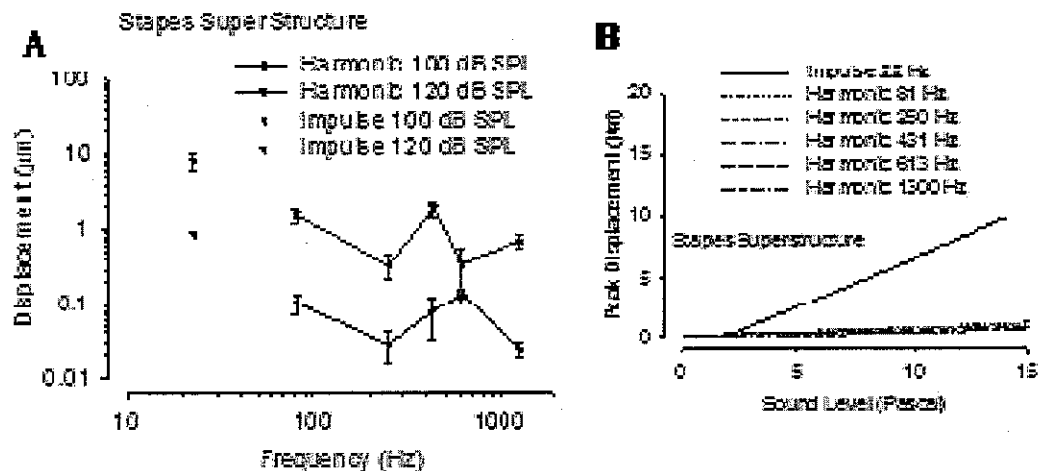 A
Stapes Super Structure
Harmonic 100 dB SPL
Harmonic 120 dB SPL
Impulse 100 dB SPL
Impulse 120 dB SPL
100
10
1
0.1
0.01
Displacement (µm)
10
100
1000
Frequency (Hz)
B
Impulse 22 Hz
Harmonic 81 Hz
Harmonic 250 Hz
Harmonic 431 Hz
Harmonic 613 Hz
Harmonic 1300 Hz
20
15
10
5
0
Peak Displacement (µm)
Stapes Superstructure
0
5
10
15
Sound Level (Pascal)